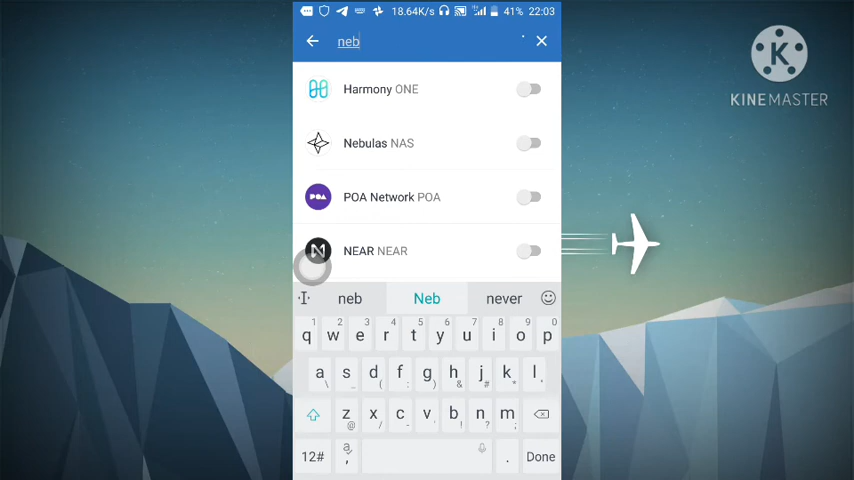 18.64K/s 41% 22:03
neb
Harmony ONE
Nebulas NAS
POA
POA Network POA
NEAR NEAR
neb Neb never
q w e r t y u i o p
1 2 3 4 5 6 7 8 9 0
a s d f g h j k l
z x c v b n m
12# , . Done
K
KINEMASTER